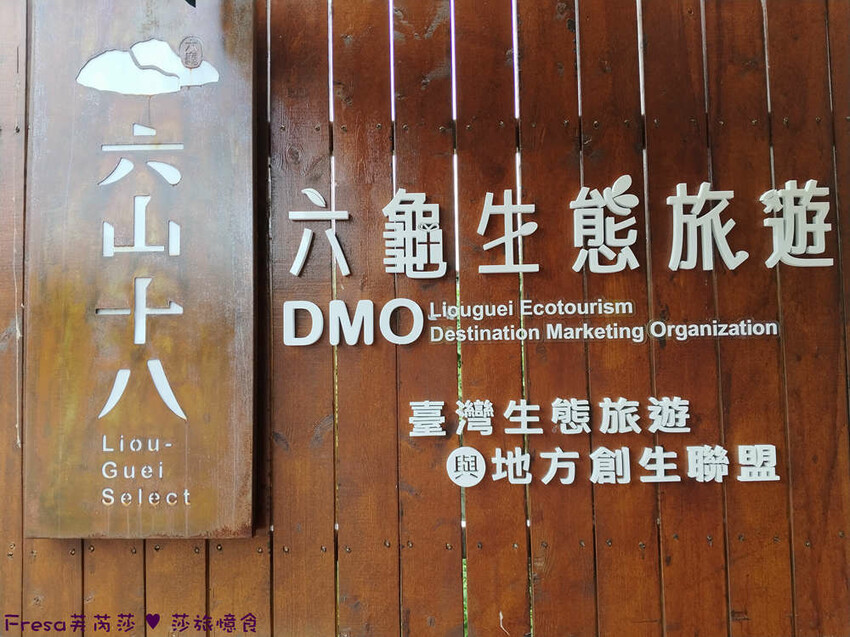 六龜
六山十八
Liou-
Guei
Select
六龜生態旅遊
DMO
Liouguei Ecotourism
Destination Marketing Organization
臺灣生態旅遊
與地方創生聯盟
Fresa芙芮莎♥莎旅憶食